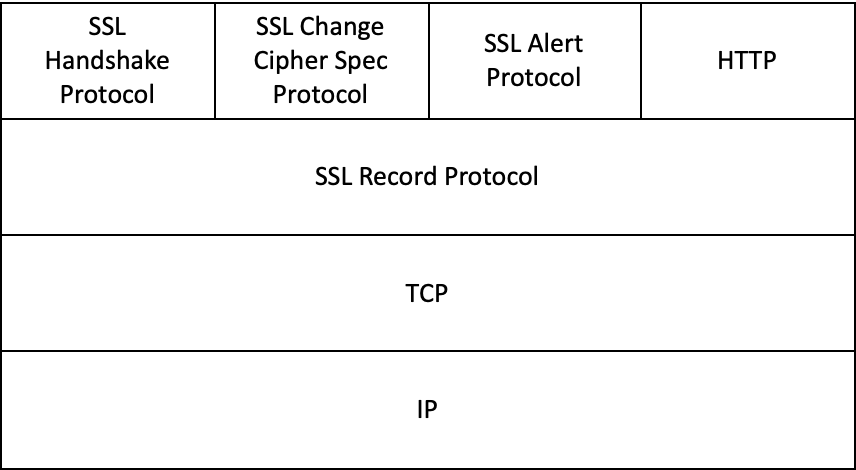 SSL
Handshake
Protocol
SSL Change
Cipher Spec
Protocol
SSL Alert
Protocol
HTTP
SSL Record Protocol
TCP
IP